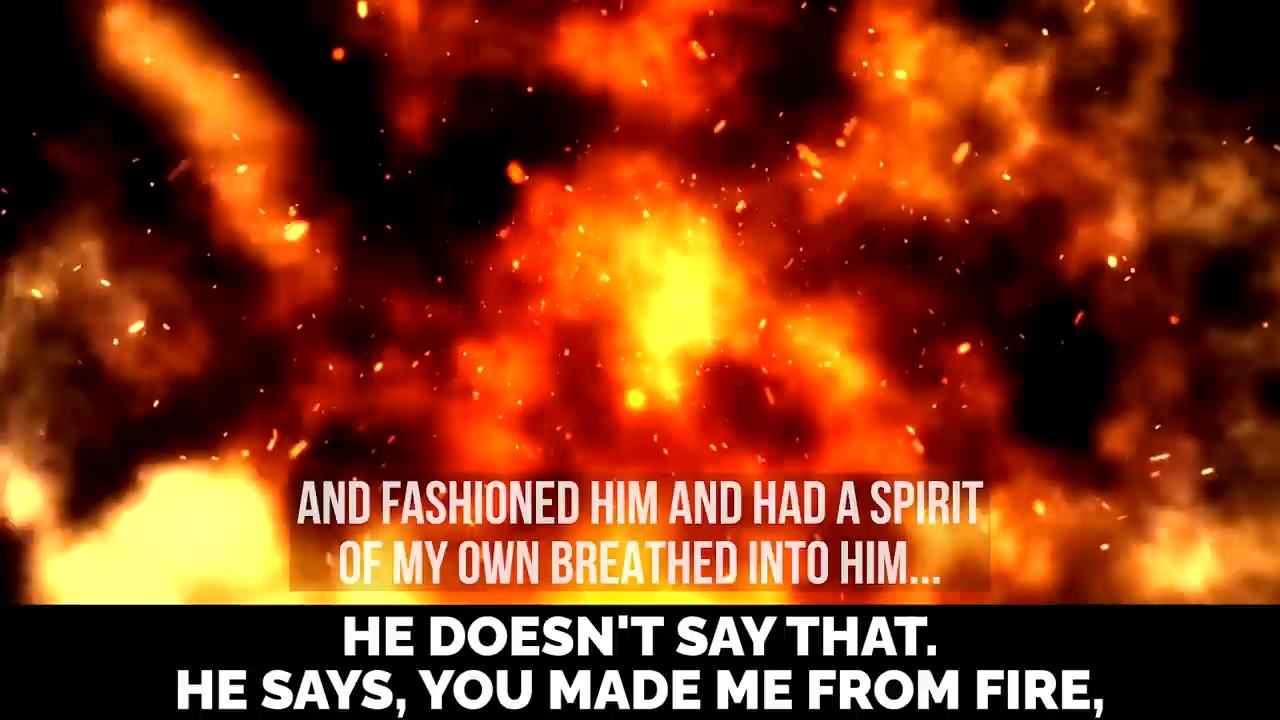 AND FASHIONED HIM AND HAD A SPIRIT
OF MY OWN BREATHED INTO HIM...
HE DOESN'T SAY THAT.
HE SAYS, YOU MADE ME FROM FIRE,